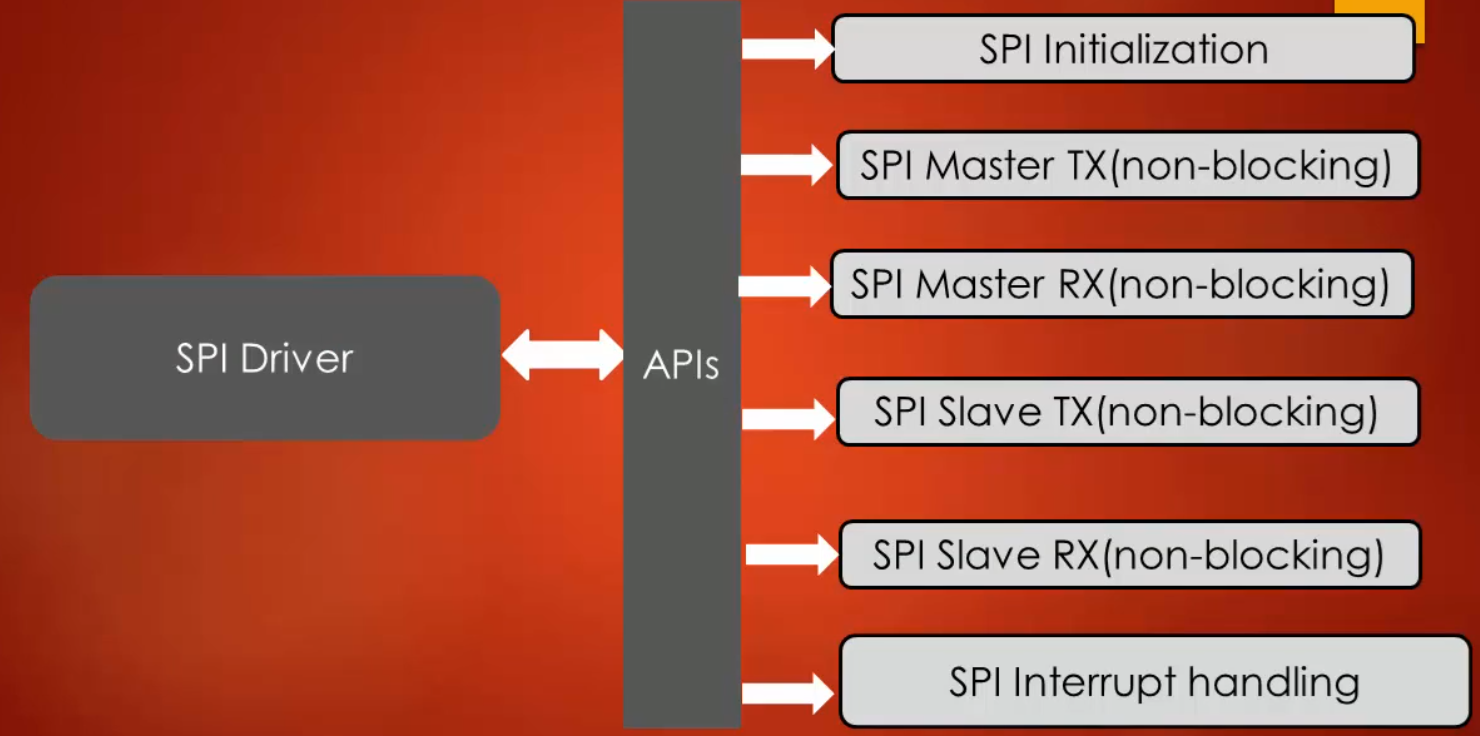 SPI Initialization
SPI Master TX(non-blocking)
SPI Master RX(non-blocking)
SPI Driver
APIs
SPI Slave TX(non-blocking)
SPI Slave RX(non-blocking)
SPI Interrupt handling